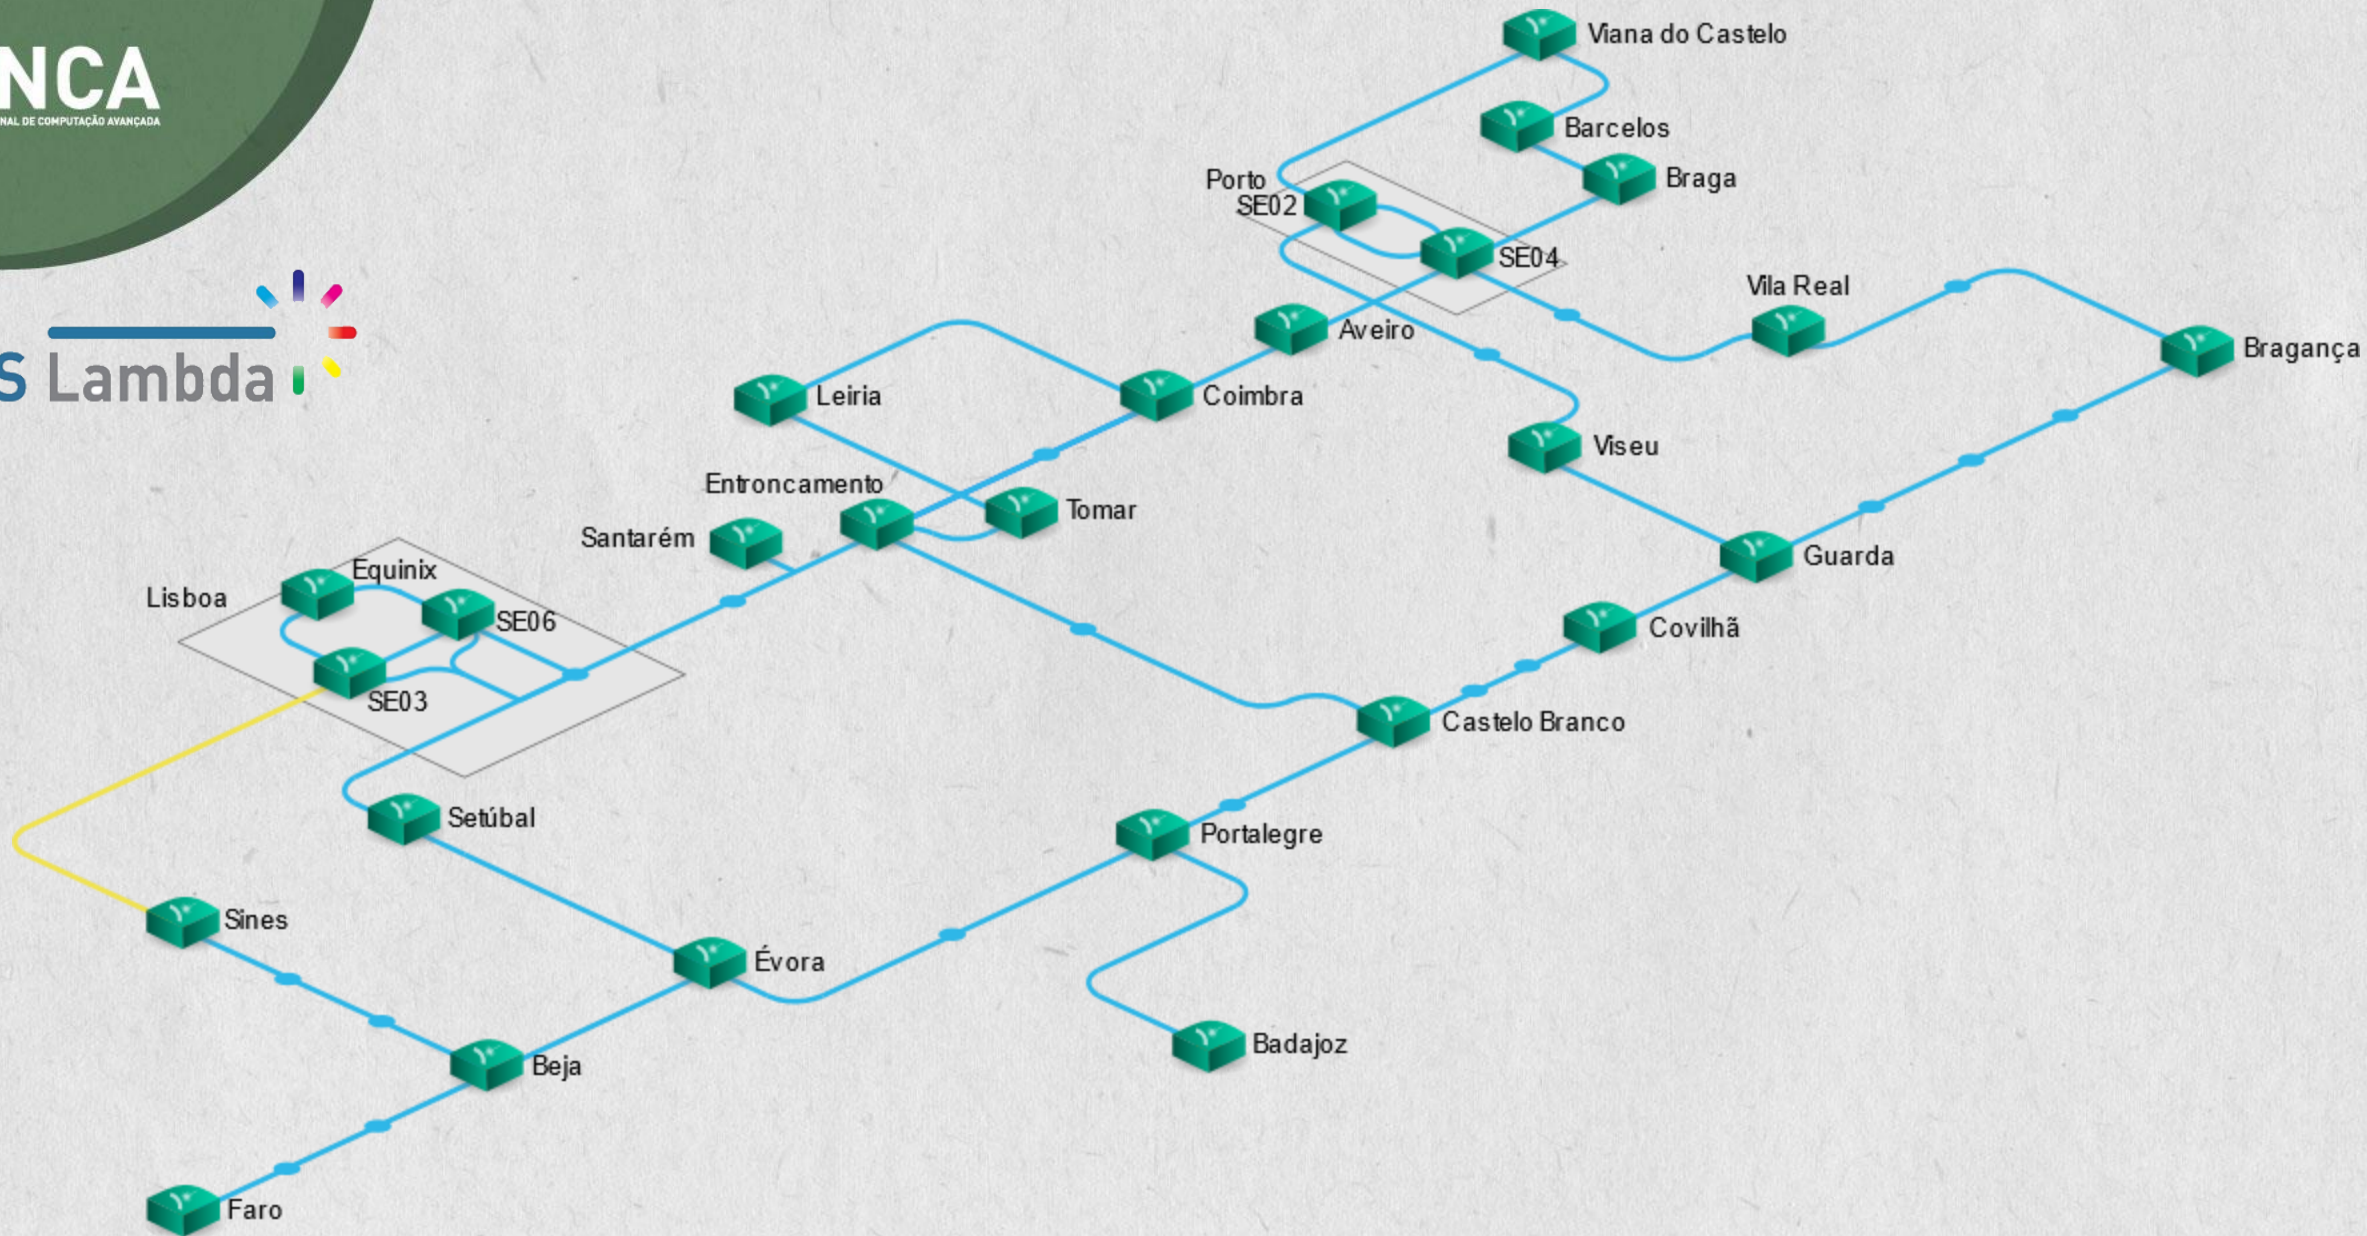 NCA
NAL DE COMPUTAÇÃO AVANÇADA
S Lambda
Viana do Castelo
Barcelos
Braga
Porto
SE02
SE04
Vila Real
Bragança
Aveiro
Leiria
Coimbra
Viseu
Entroncamento
Tomar
Santarém
Guarda
Equinix
Lisboa
SE06
Covilhã
SE03
Castelo Branco
Setúbal
Portalegre
Sines
Évora
Badajoz
Beja
Faro